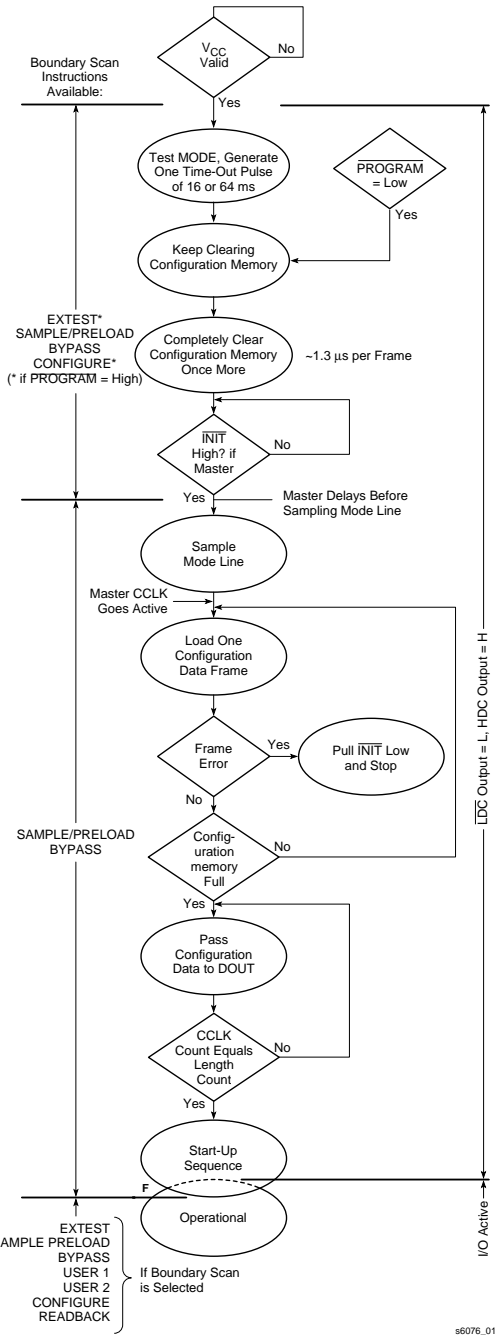 V_CC
Valid
No
Yes
Boundary Scan
Instructions
Available:
Test MODE, Generate
One Time-Out Pulse
of 16 or 64 ms
PROGRAM
= Low
Yes
Keep Clearing
Configuration Memory
EXTEST*
SAMPLE/PRELOAD
BYPASS
CONFIGURE*
(* if PROGRAM = High)
Completely Clear
Configuration Memory
Once More
~1.3 µs per Frame
INIT
High? if
Master
No
Yes
Master Delays Before
Sampling Mode Line
Sample
Mode Line
Master CCLK
Goes Active
Load One
Configuration
Data Frame
Frame
Error
Yes
No
Pull INIT Low
and Stop
LDC Output = L, HDC Output = H
SAMPLE/PRELOAD
BYPASS
Config-
uration
memory
Full
No
Yes
Pass
Configuration
Data to DOUT
CCLK
Count Equals
Length
Count
No
Yes
Start-Up
Sequence
F
Operational
I/O Active
EXTEST
AMPLE PRELOAD
BYPASS
USER 1
USER 2
CONFIGURE
READBACK
If Boundary Scan
is Selected
s6076_01